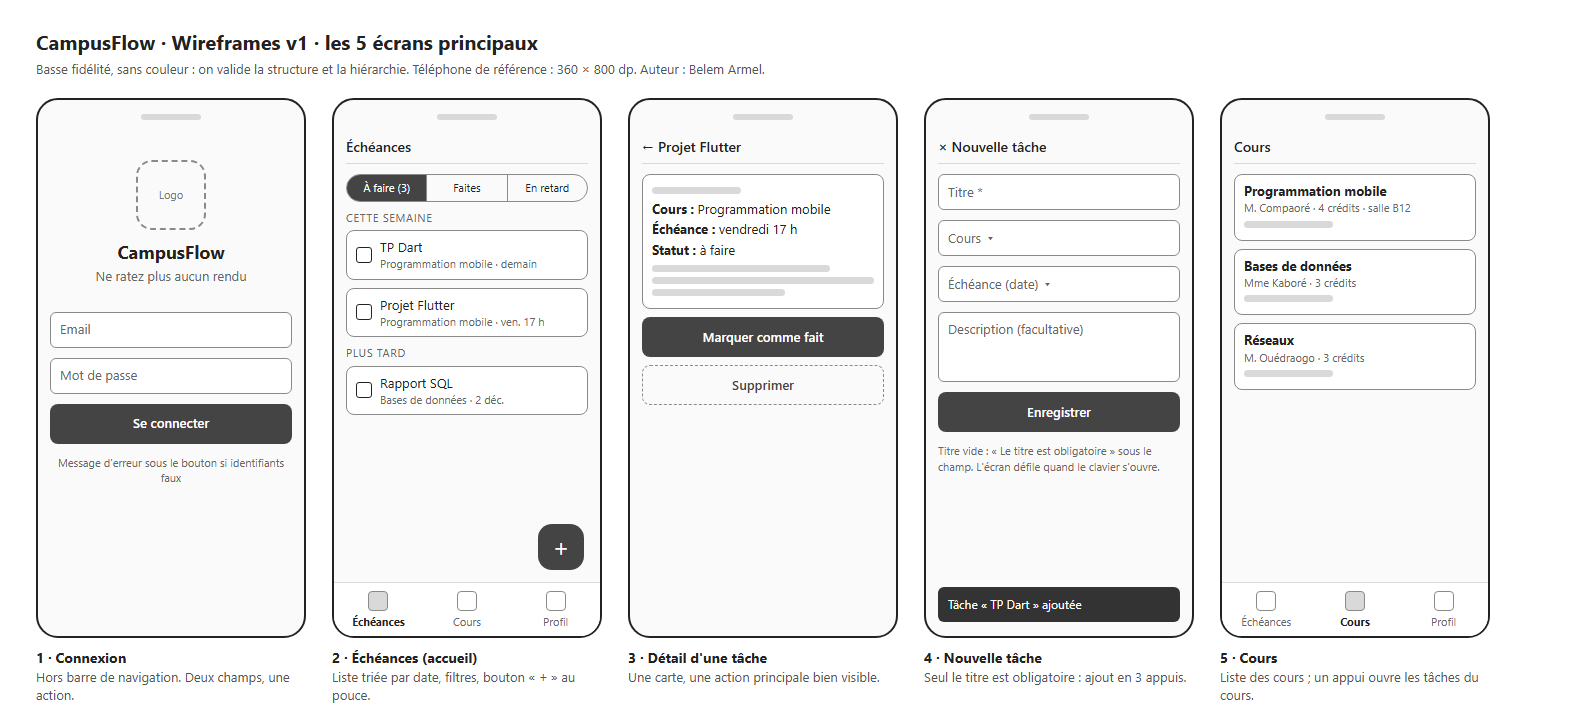 CampusFlow · Wireframes v1 · les 5 écrans principaux
Basse fidélité, sans couleur : on valide la structure et la hiérarchie. Téléphone de référence : 360 × 800 dp. Auteur : Belem Armel.
Logo
CampusFlow
Ne ratez plus aucun rendu
Email
Mot de passe
Se connecter
Message d'erreur sous le bouton si identifiants
faux
1 · Connexion
Hors barre de navigation. Deux champs, une
action.
Échéances
À faire (3)
Faites
En retard
CETTE SEMAINE
TP Dart
Programmation mobile · demain
Projet Flutter
Programmation mobile · ven. 17 h
PLUS TARD
Rapport SQL
Bases de données · 2 déc.
+
Échéances
Cours
Profil
2 · Échéances (accueil)
Liste triée par date, filtres, bouton « + » au
pouce.
← Projet Flutter
Cours : Programmation mobile
Échéance : vendredi 17 h
Statut : à faire
Marquer comme fait
Supprimer
3 · Détail d'une tâche
Une carte, une action principale bien visible.
× Nouvelle tâche
Titre *
Cours ▾
Échéance (date) ▾
Description (facultative)
Enregistrer
Titre vide : « Le titre est obligatoire » sous le
champ. L'écran défile quand le clavier s'ouvre.
Tâche « TP Dart » ajoutée
4 · Nouvelle tâche
Seul le titre est obligatoire : ajout en 3 appuis.
Cours
Programmation mobile
M. Compaoré · 4 crédits · salle B12
Bases de données
Mme Kaboré · 3 crédits
Réseaux
M. Ouédraogo · 3 crédits
Échéances
Cours
Profil
5 · Cours
Liste des cours ; un appui ouvre les tâches du
cours.